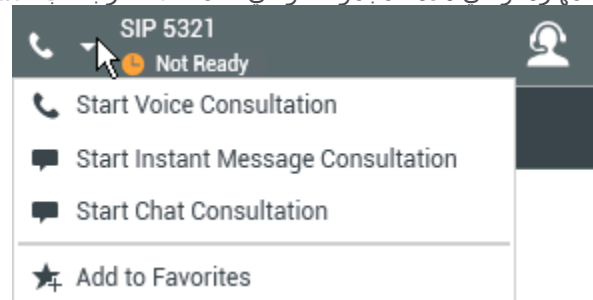 SIP 5321
Not Ready
Start Voice Consultation
Start Instant Message Consultation
Start Chat Consultation
Add to Favorites